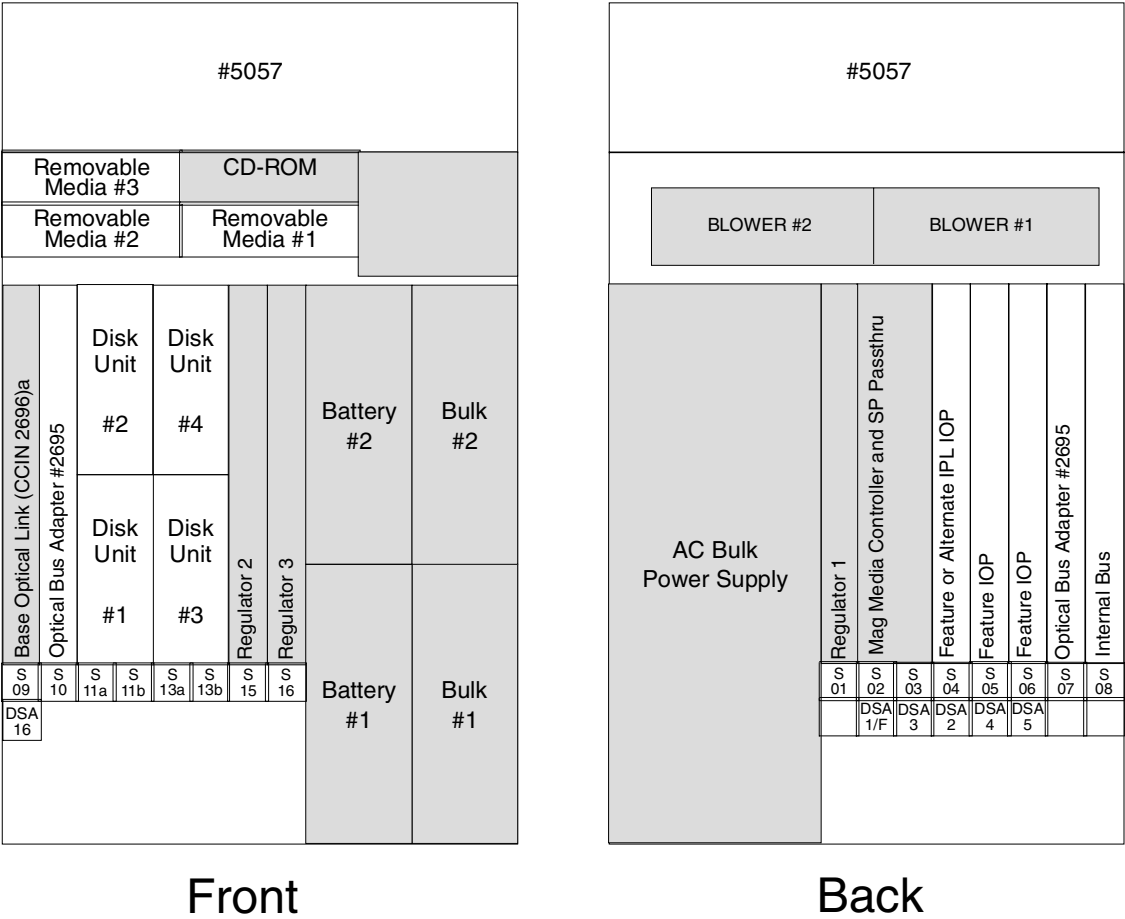 #5057
Removable
Media #3
CD-ROM
Removable
Media #2
Removable
Media #1
Base Optical Link (CCIN 2696)a
Optical Bus Adapter #2695
Disk
Unit
#2
Disk
Unit
#4
Disk
Unit
#1
Disk
Unit
#3
Regulator 2
Regulator 3
Battery
#2
Bulk
#2
Battery
#1
Bulk
#1
S
09
S
10
S
11a
S
11b
S
13a
S
13b
S
15
S
16
DSA
16
Front
#5057
BLOWER #2
BLOWER #1
AC Bulk
Power Supply
Regulator 1
Mag Media Controller and SP Passthru
Feature or Alternate IPL IOP
Feature IOP
Feature IOP
Optical Bus Adapter #2695
Internal Bus
S
01
S
02
S
03
S
04
S
05
S
06
S
07
S
08
DSA
1/F
DSA
3
DSA
2
DSA
4
DSA
5
Back